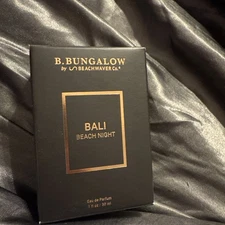 B.BUNGALOW
by BEACHWAVER Co.®
BALI
BEACH NIGHT
Eau de Parfum